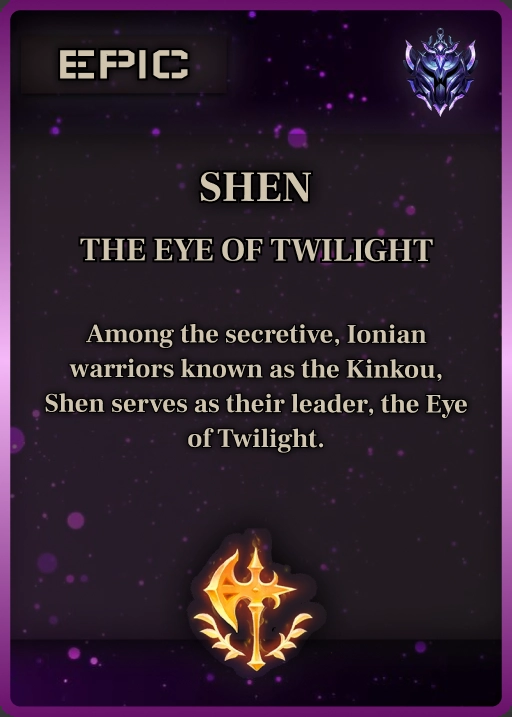 EPIC
SHEN
THE EYE OF TWILIGHT
Among the secretive, Ionian
warriors known as the Kinkou,
Shen serves as their leader, the Eye
of Twilight.